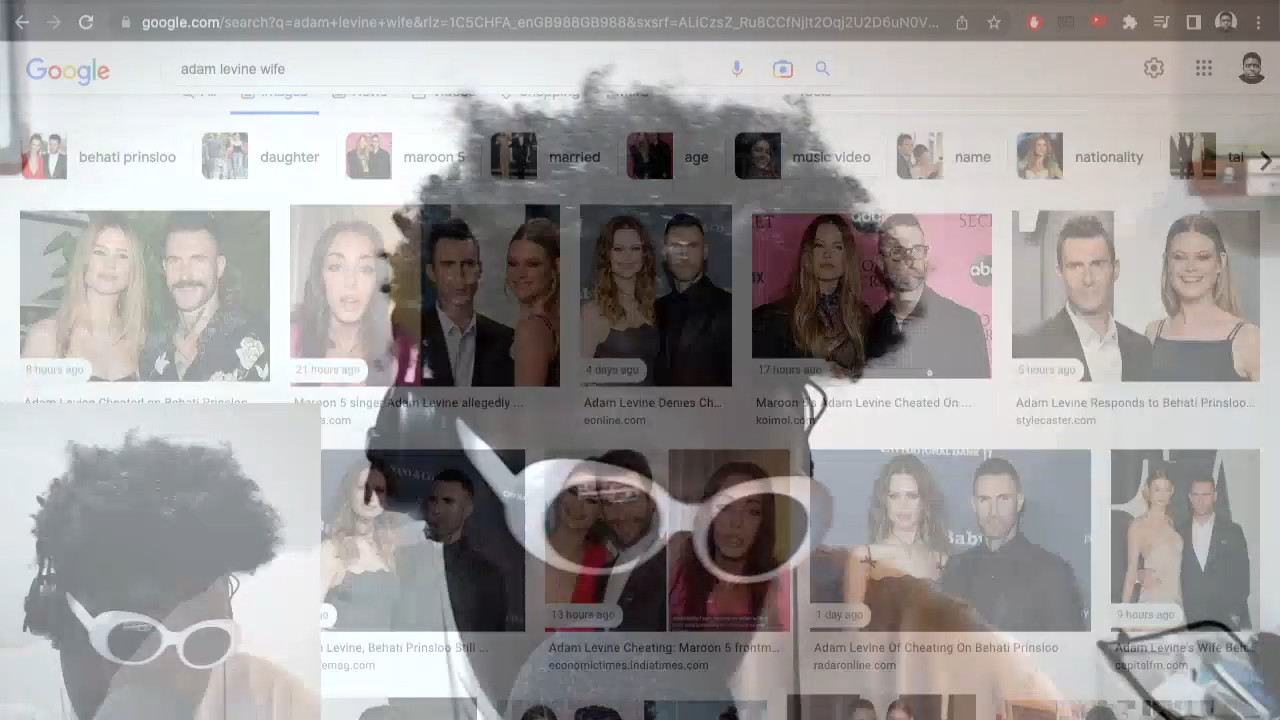 google.com/search?q=adam+levine+wife&rlz=1C5CHFA_enGB988GB988&sxsrf=ALiCzsZ_Ru8CCfNjjt2Oqj2U2D6uN0V...
Google
adam levine wife
Images
behati prinsloo
daughter
maroon 5
married
age
music video
name
nationality
tal
8 hours ago
21 hours ago
4 days ago
17 hours ago
5 hours ago
Adam Levine Cheated on Behati Prinsloo
Maroon 5 singer Adam Levine allegedly ...
Adam Levine Denies Ch...
Maroon 5's Adam Levine Cheated On ...
Adam Levine Responds to Behati Prinsloo...
eonline.com
koimoi.com
stylecaster.com
13 hours ago
1 day ago
9 hours ago
Levine, Behati Prinsloo Still ...
Adam Levine Cheating: Maroon 5 frontm...
Adam Levine Of Cheating On Behati Prinsloo
Adam Levine's Wife Beh...
economictimes.indiatimes.com
radaronline.com
capitalfm.com